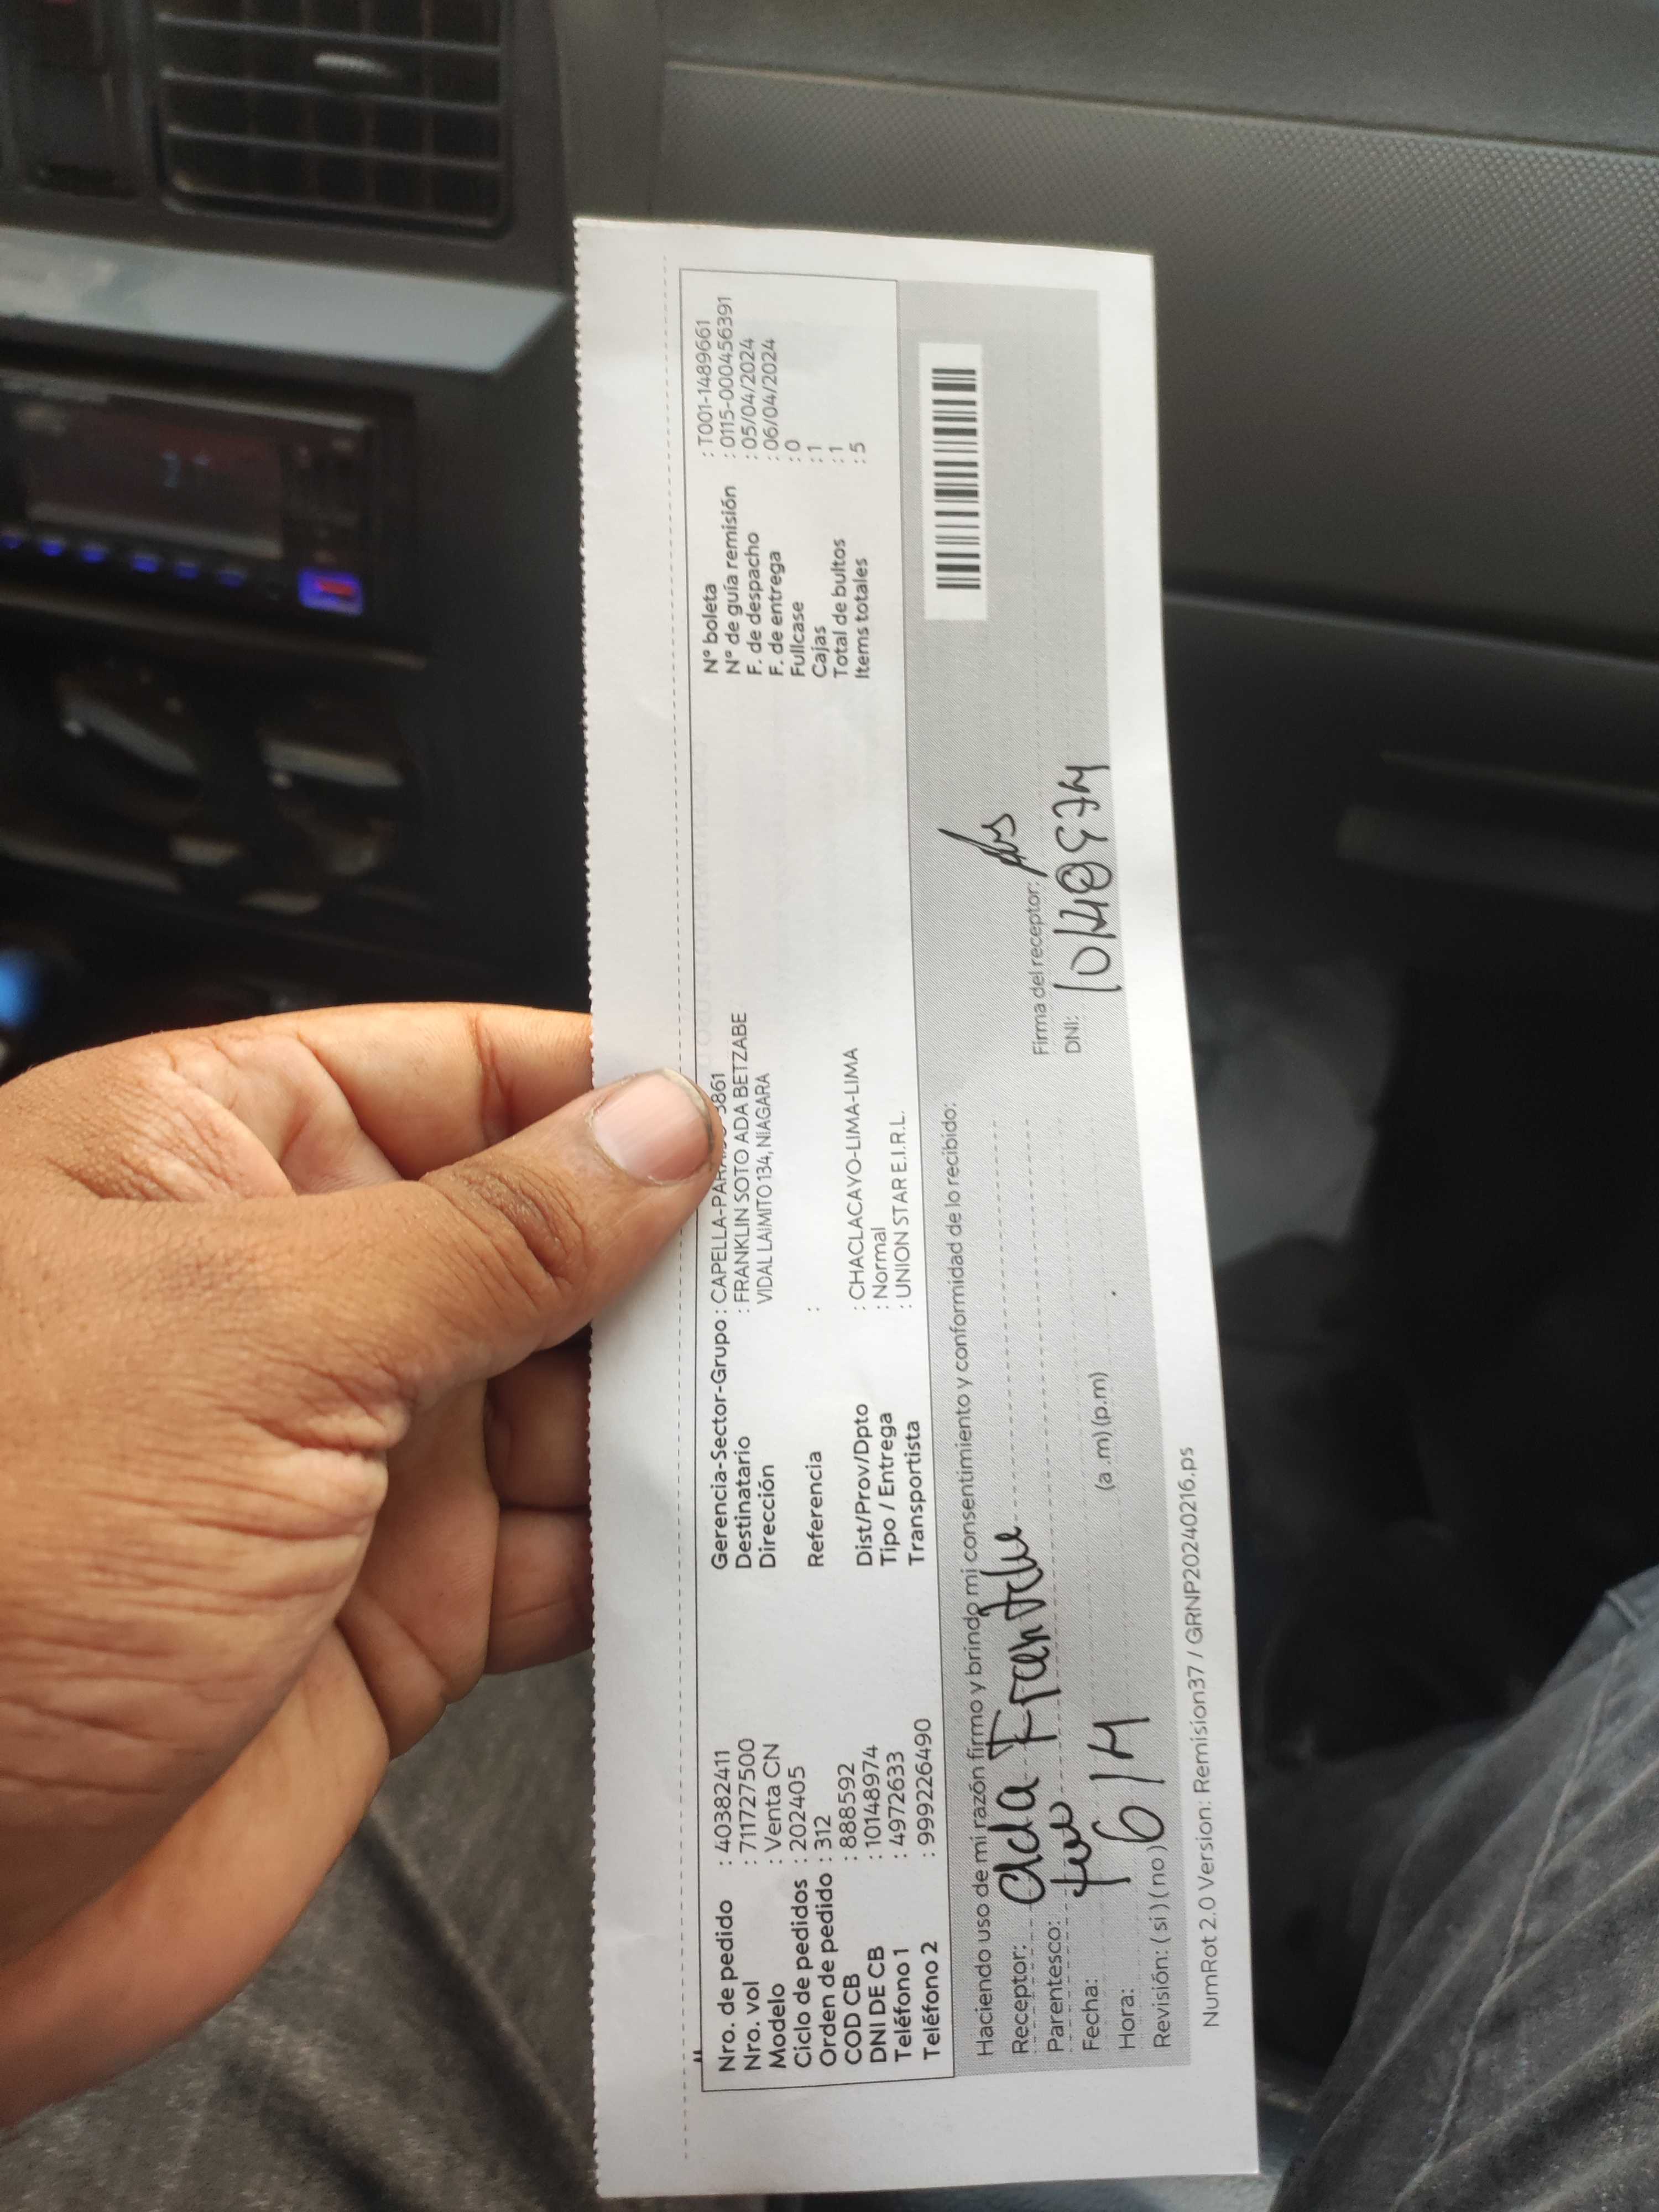 Nro. de pedido : 40382411
Nro. vol : 711727500
Modelo : Venta CN
Ciclo de pedidos : 202405
Orden de pedido : 312
COD CB : 888592
DNI DE CB : 10148974
Teléfono 1 : 4972633
Teléfono 2 : 999226490
Gerencia-Sector-Grupo : CAPELLA-PAR 3861
Destinatario : FRANKLIN SOTO ADA BETZABE
Dirección VIDAL LAIMITO 134, NIAGARA
Referencia :
Dist/Prov/Dpto : CHACLACAYO-LIMA-LIMA
Tipo / Entrega : Normal
Transportista : UNION STAR E.I.R.L.
N° boleta : T001-1489661
N° de guía remisión : 0115-000456391
F. de despacho : 05/04/2024
F. de entrega : 06/04/2024
Fullcase : 0
Cajas : 1
Total de bultos : 1
Items totales : 5
Haciendo uso de mi razón firmo y brindo mi consentimiento y conformidad de lo recibido:
Receptor: Ada
Parentesco:
Fecha: 6/4
Hora: (a .m) (p.m)
Revisión: ( si ) ( no )
Firma del receptor:
DNI: 10148974
NumRot 2.0 Version: Remision37 / GRNP20240216.ps